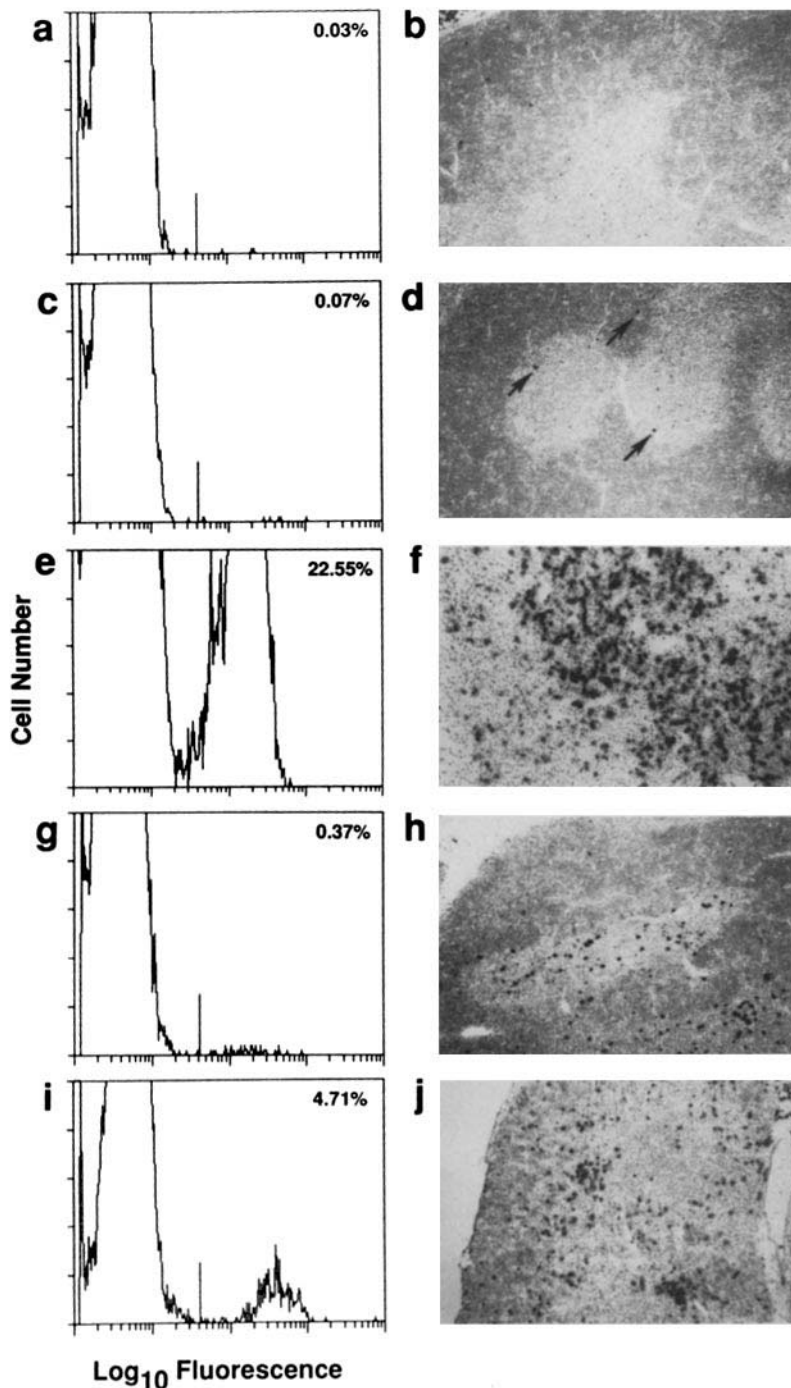 a
0.03%
b
c
0.07%
d
e
22.55%
f
g
0.37%
h
i
4.71%
j
Cell Number
Log10 Fluorescence